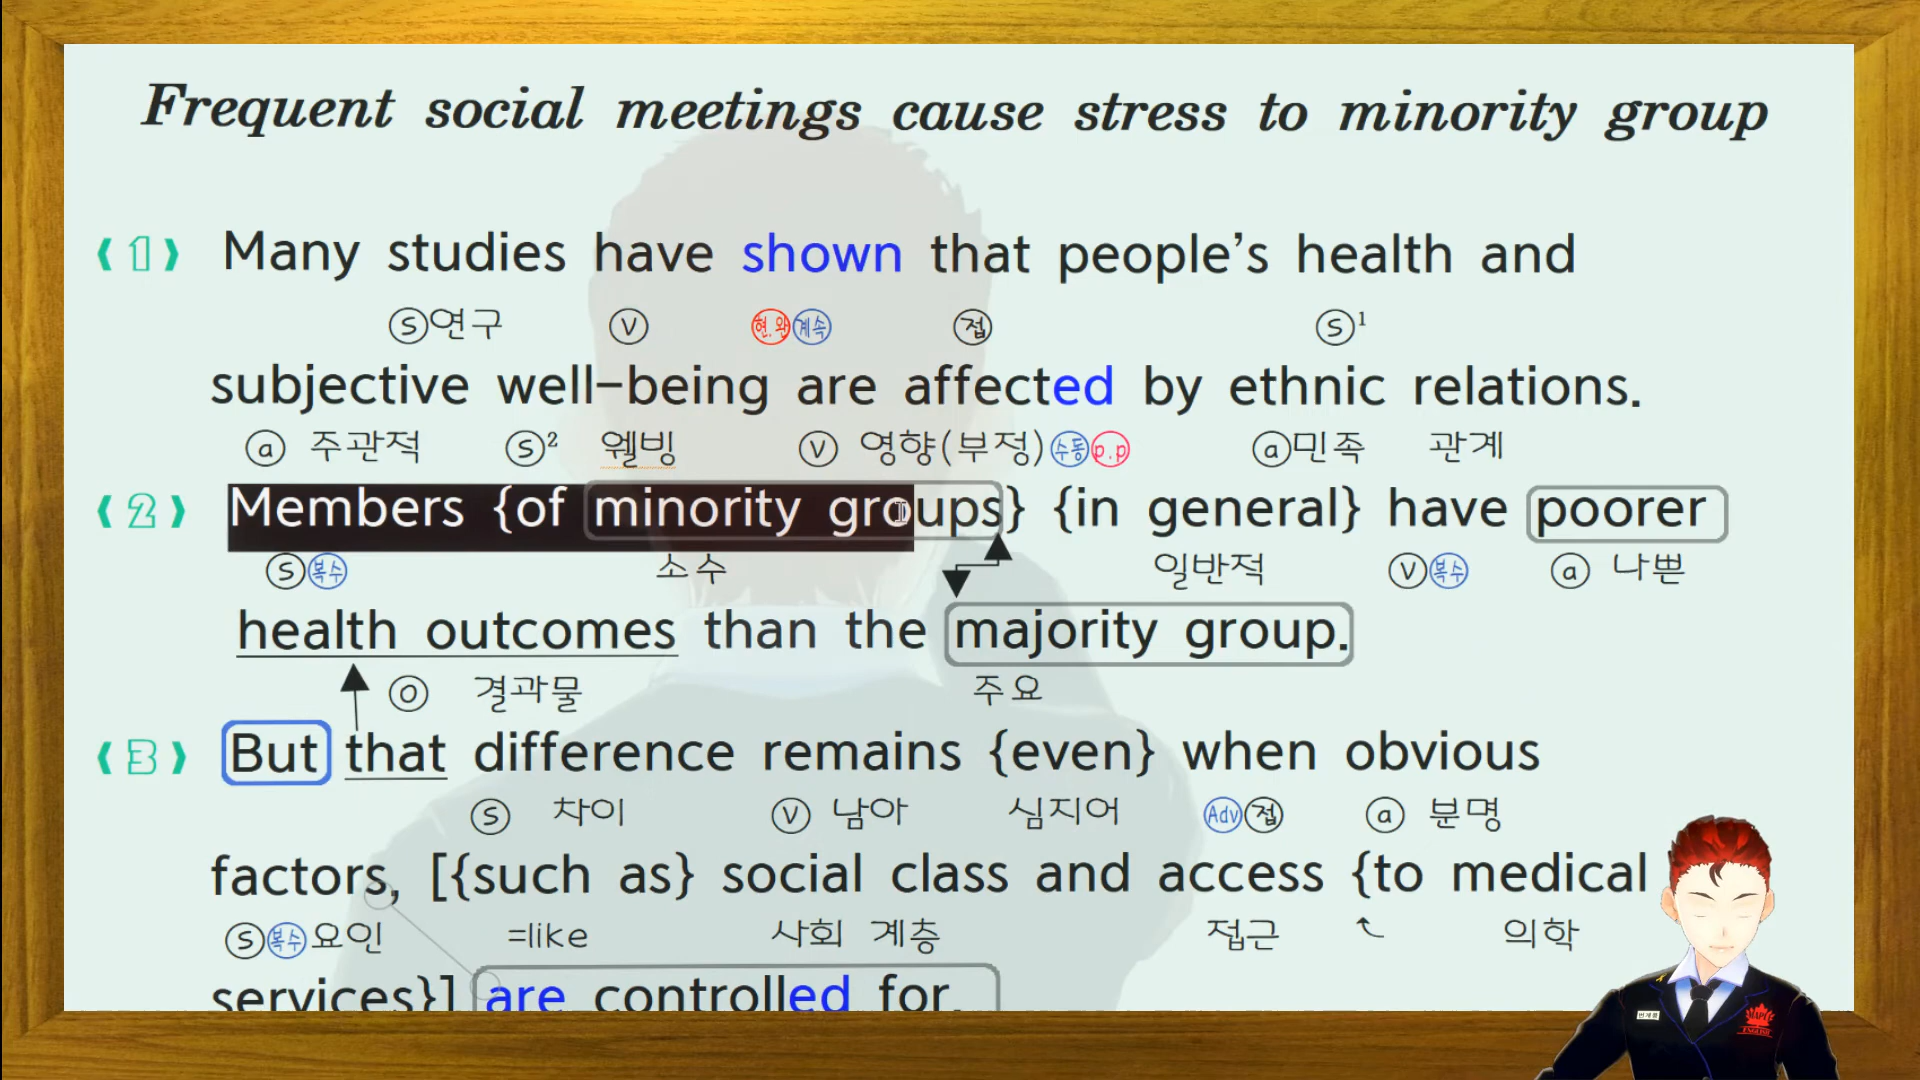 Frequent social meetings cause stress to minority group
❪1❫ Many studies have shown that people's health and
Ⓢ연구 Ⓥ 현.완 계속 접 Ⓢ¹
subjective well-being are affected by ethnic relations.
ⓐ 주관적 Ⓢ² 웰빙 Ⓥ 영향(부정) 수동 p.p ⓐ민족 관계
❪2❫ Members {of minority groups} {in general} have poorer
Ⓢ 복수 소수 일반적 Ⓥ 복수 ⓐ 나쁜
health outcomes than the majority group.
Ⓞ 결과물 주요
❪3❫ But that difference remains {even} when obvious
Ⓢ 차이 Ⓥ 남아 심지어 Adv 접 ⓐ 분명
factors, [{such as} social class and access {to medical
Ⓢ 복수 요인 =like 사회 계층 접근 의학
services}] are controlled for.